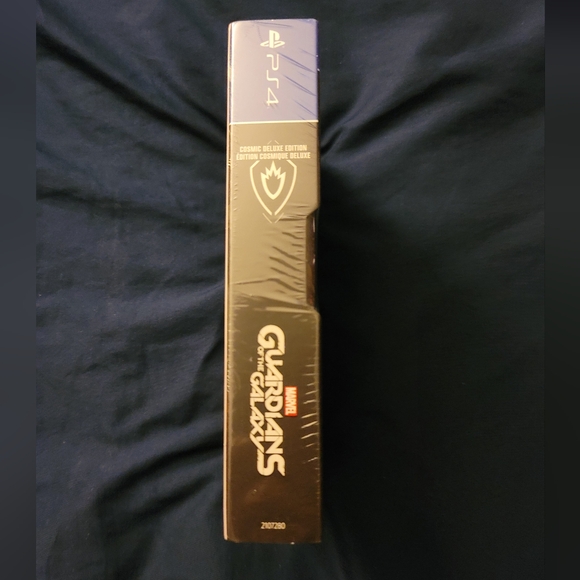 PS4
COSMIC DELUXE EDITION
ÉDITION COSMIQUE DELUXE
MARVEL
GUARDIANS
OF THE GALAXY
2107280